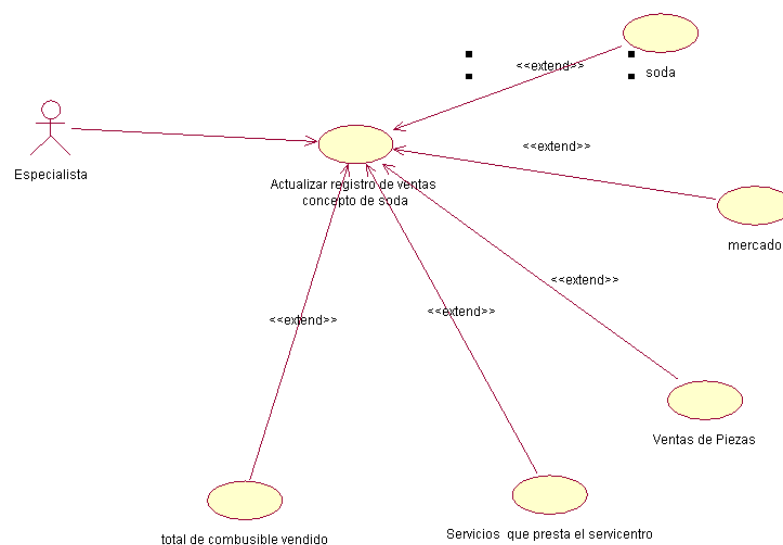 <<extend>>
soda
<<extend>>
Especialista
Actualizar registro de ventas
concepto de soda
mercado
<<extend>>
<<extend>>
<<extend>>
Ventas de Piezas
total de combusible vendido
Servicios que presta el servicentro